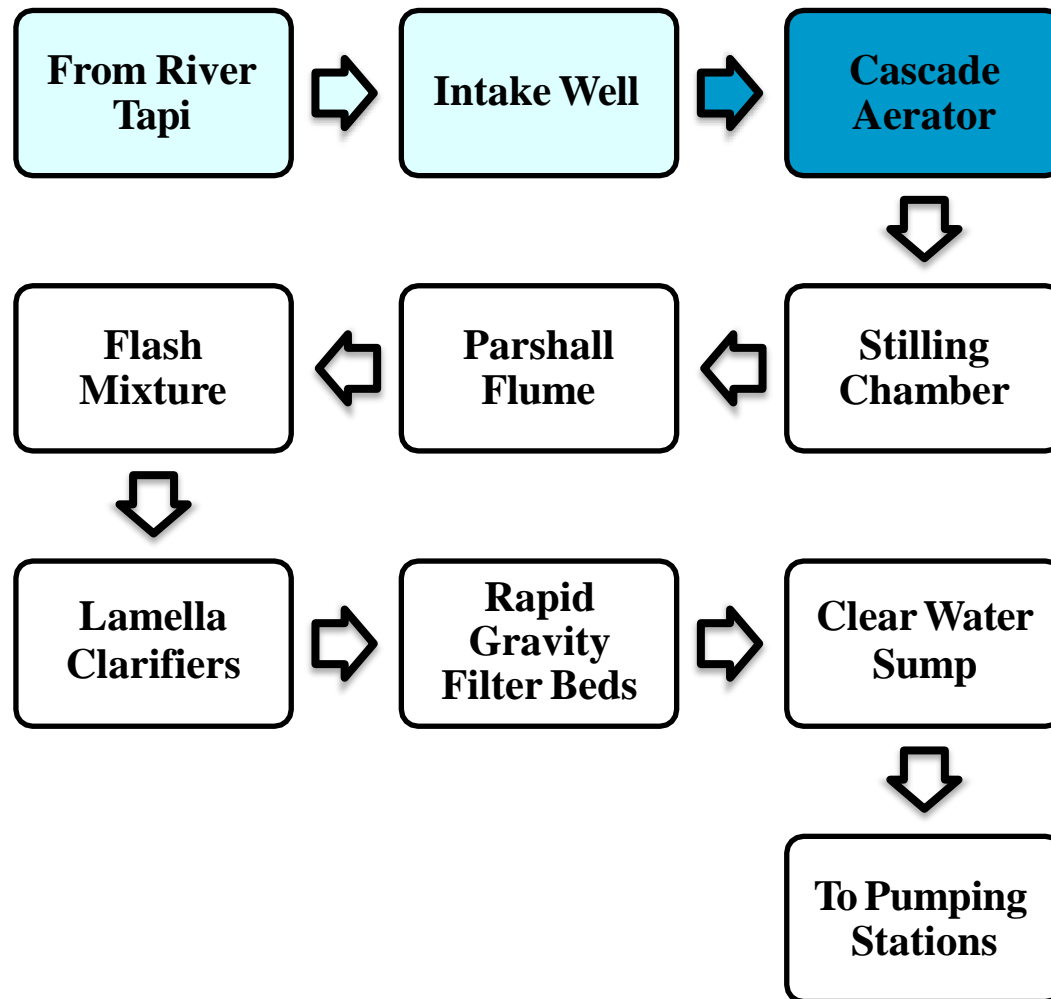 From River
Tapi
Intake Well
Cascade
Aerator
Stilling
Chamber
Parshall
Flume
Flash
Mixture
Lamella
Clarifiers
Rapid
Gravity
Filter Beds
Clear Water
Sump
To Pumping
Stations